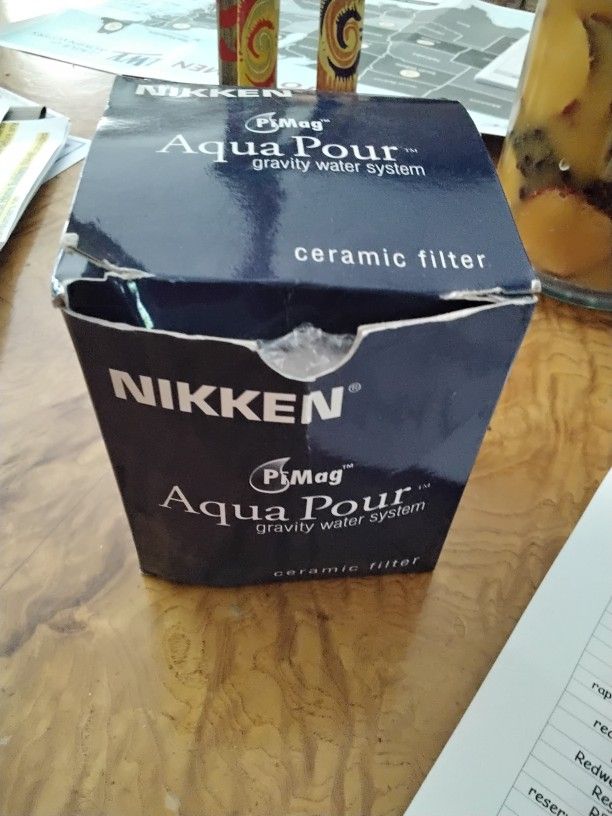 NIKKEN
PiMag™
Aqua Pour™
gravity water system
ceramic filter
NIKKEN®
PiMag™
Aqua Pour™
gravity water system
ceramic filter